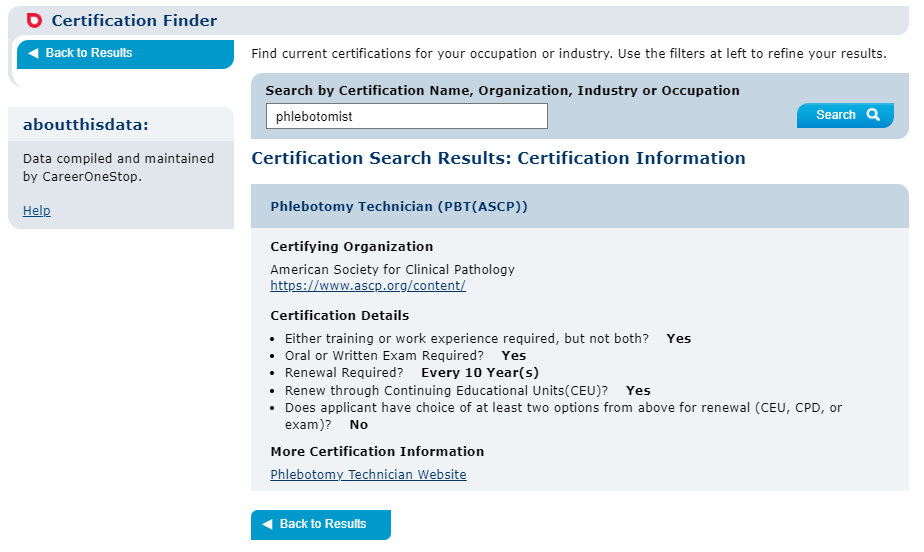 Certification Finder
◀ Back to Results
aboutthisdata:
Data compiled and maintained
by CareerOneStop.
Help
Find current certifications for your occupation or industry. Use the filters at left to refine your results.
Search by Certification Name, Organization, Industry or Occupation
phlebotomist
Search
Certification Search Results: Certification Information
Phlebotomy Technician (PBT(ASCP))
Certifying Organization
American Society for Clinical Pathology
https://www.ascp.org/content/
Certification Details
• Either training or work experience required, but not both? Yes
• Oral or Written Exam Required? Yes
• Renewal Required? Every 10 Year(s)
• Renew through Continuing Educational Units(CEU)? Yes
• Does applicant have choice of at least two options from above for renewal (CEU, CPD, or
exam)? No
More Certification Information
Phlebotomy Technician Website
◀ Back to Results